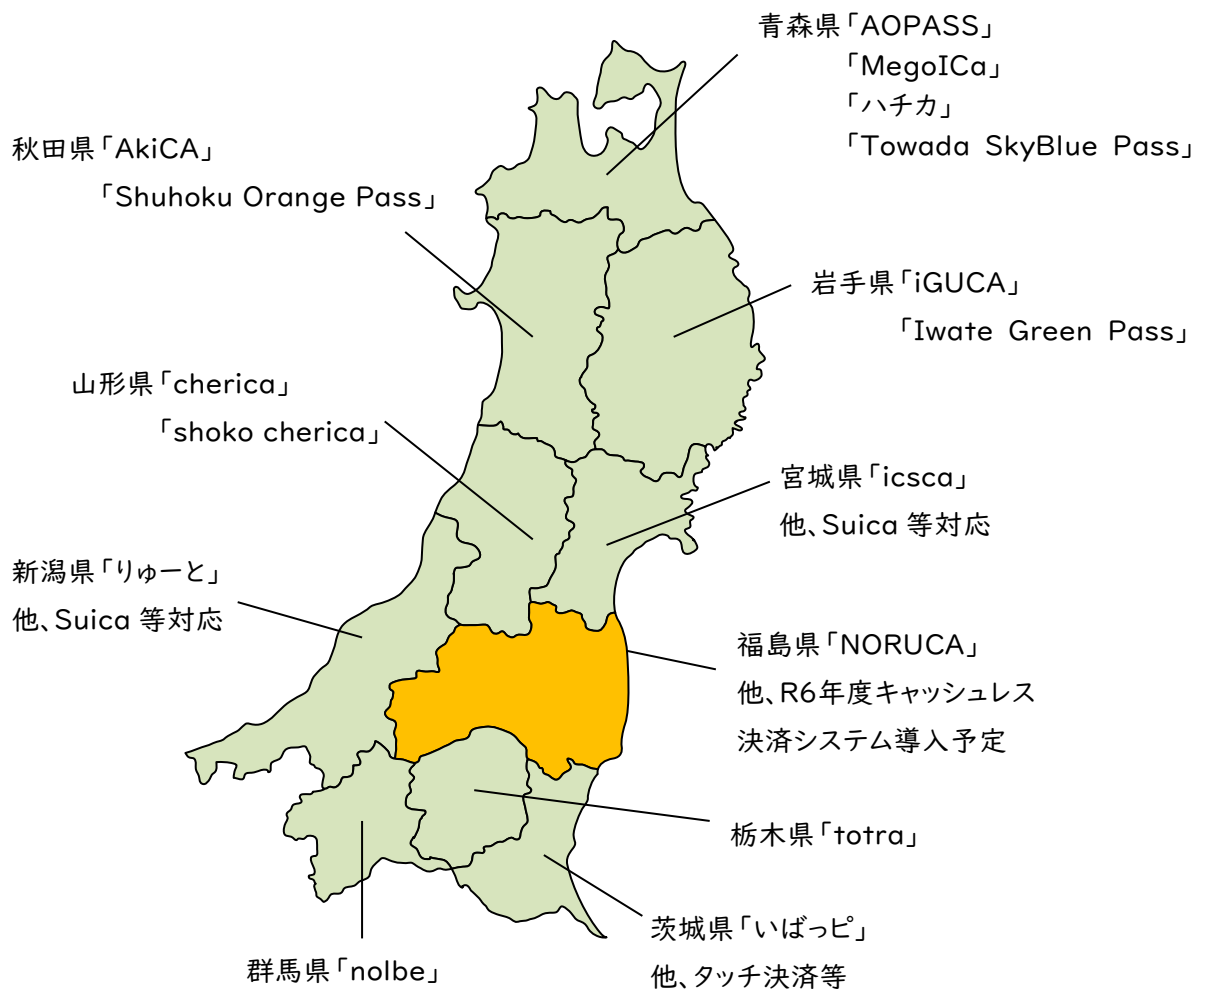 青森県「AOPASS」
「MegoICa」
「ハチカ」
「Towada SkyBlue Pass」
秋田県「AkiCA」
「Shuhoku Orange Pass」
岩手県「iGUCA」
「Iwate Green Pass」
山形県「cherica」
「shoko cherica」
宮城県「icsca」
他、Suica 等対応
新潟県「りゅーと」
他、Suica 等対応
福島県「NORUCA」
他、R6年度キャッシュレス
決済システム導入予定
栃木県「totra」
茨城県「いばっピ」
他、タッチ決済等
群馬県「nolbe」